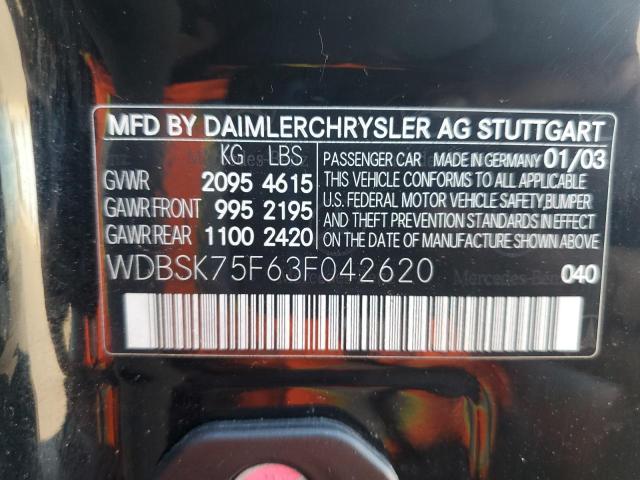 MFD BY DAIMLERCHRYSLER AG STUTTGART
KG LBS
GVWR 2095 4615
GAWR FRONT 995 2195
GAWR REAR 1100 2420
PASSENGER CAR MADE IN GERMANY 01/03
THIS VEHICLE CONFORMS TO ALL APPLICABLE
U.S. FEDERAL MOTOR VEHICLE SAFETY,BUMPER
AND THEFT PREVENTION STANDARDS IN EFFECT
ON THE DATE OF MANUFACTURE SHOWN ABOVE.
WDBSK75F63F042620
Mercedes-Benz
040